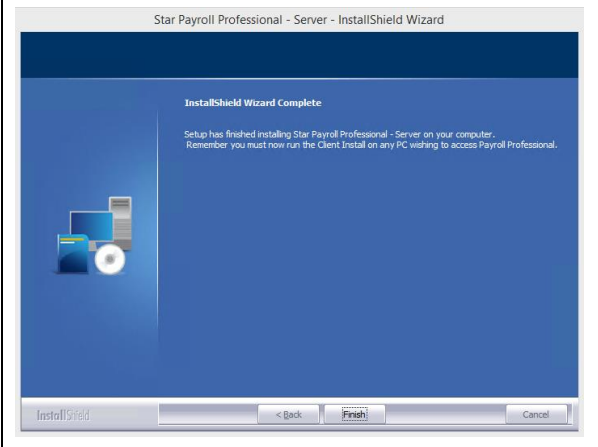 Star Payroll Professional - Server - InstallShield Wizard
InstallShield Wizard Complete
Setup has finished installing Star Payroll Professional - Server on your computer.
Remember you must now run the Client Install on any PC wishing to access Payroll Professional.
InstallShield
< Back Finish Cancel